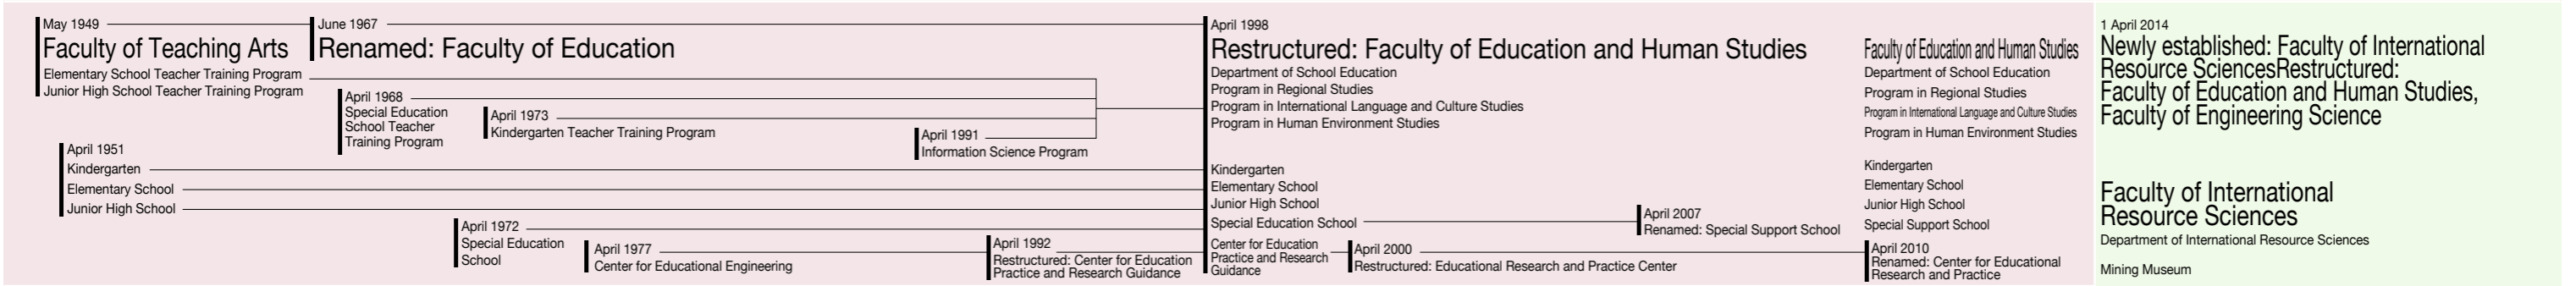 May 1949
Faculty of Teaching Arts
Elementary School Teacher Training Program
Junior High School Teacher Training Program
June 1967
Renamed: Faculty of Education
April 1968
Special Education
School Teacher
Training Program
April 1973
Kindergarten Teacher Training Program
April 1991
Information Science Program
April 1951
Kindergarten
Elementary School
Junior High School
April 1972
Special Education
School
April 1977
Center for Educational Engineering
April 1992
Restructured: Center for Education
Practice and Research Guidance
April 1998
Restructured: Faculty of Education and Human Studies
Department of School Education
Program in Regional Studies
Program in International Language and Culture Studies
Program in Human Environment Studies
Kindergarten
Elementary School
Junior High School
Special Education School
Center for Education
Practice and Research
Guidance
April 2000
Restructured: Educational Research and Practice Center
April 2007
Renamed: Special Support School
Faculty of Education and Human Studies
Department of School Education
Program in Regional Studies
Program in International Language and Culture Studies
Program in Human Environment Studies
Kindergarten
Elementary School
Junior High School
Special Support School
April 2010
Renamed: Center for Educational
Research and Practice
1 April 2014
Newly established: Faculty of International
Resource SciencesRestructured:
Faculty of Education and Human Studies,
Faculty of Engineering Science
Faculty of International
Resource Sciences
Department of International Resource Sciences
Mining Museum